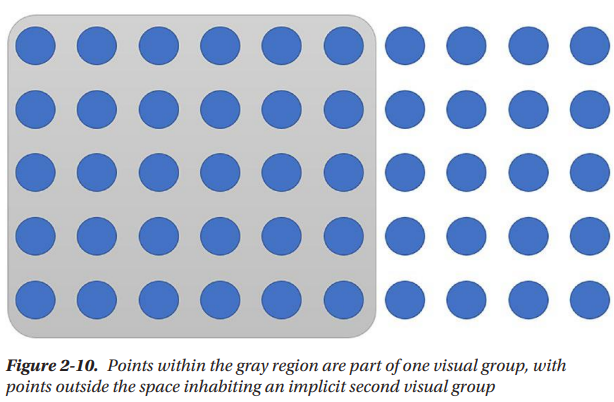 Figure 2-10. Points within the gray region are part of one visual group, with
points outside the space inhabiting an implicit second visual group